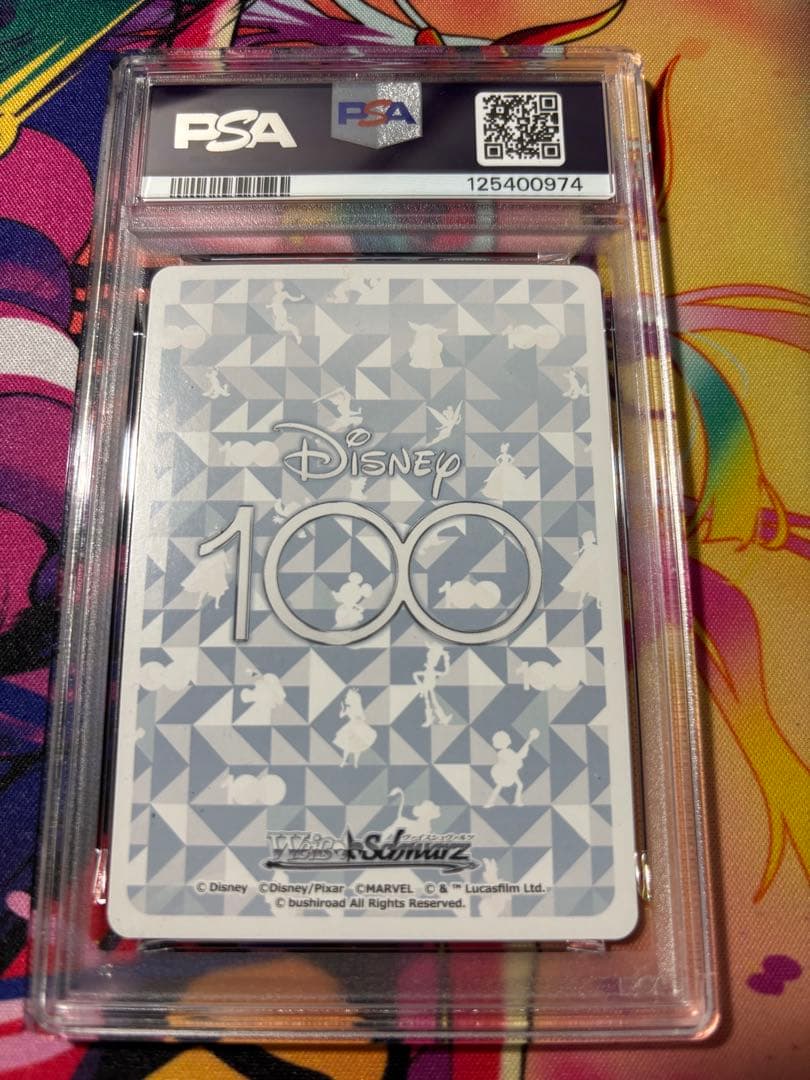 PSA
PSA
125400974
Disney
100
ヴァイスシュヴァルツ
Weiß Schwarz
© Disney ©Disney/Pixar ©MARVEL © & ™ Lucasfilm Ltd.
© bushiroad All Rights Reserved.